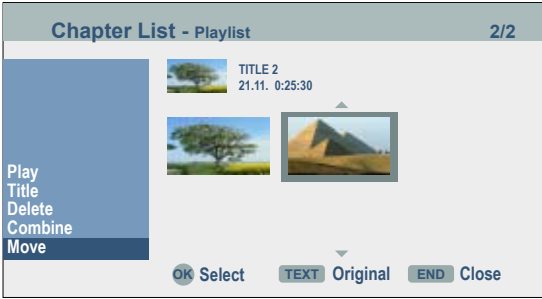 Chapter List - Playlist 2/2
TITLE 2
21.11. 0:25:30
Play
Title
Delete
Combine
Move
OK Select TEXT Original END Close